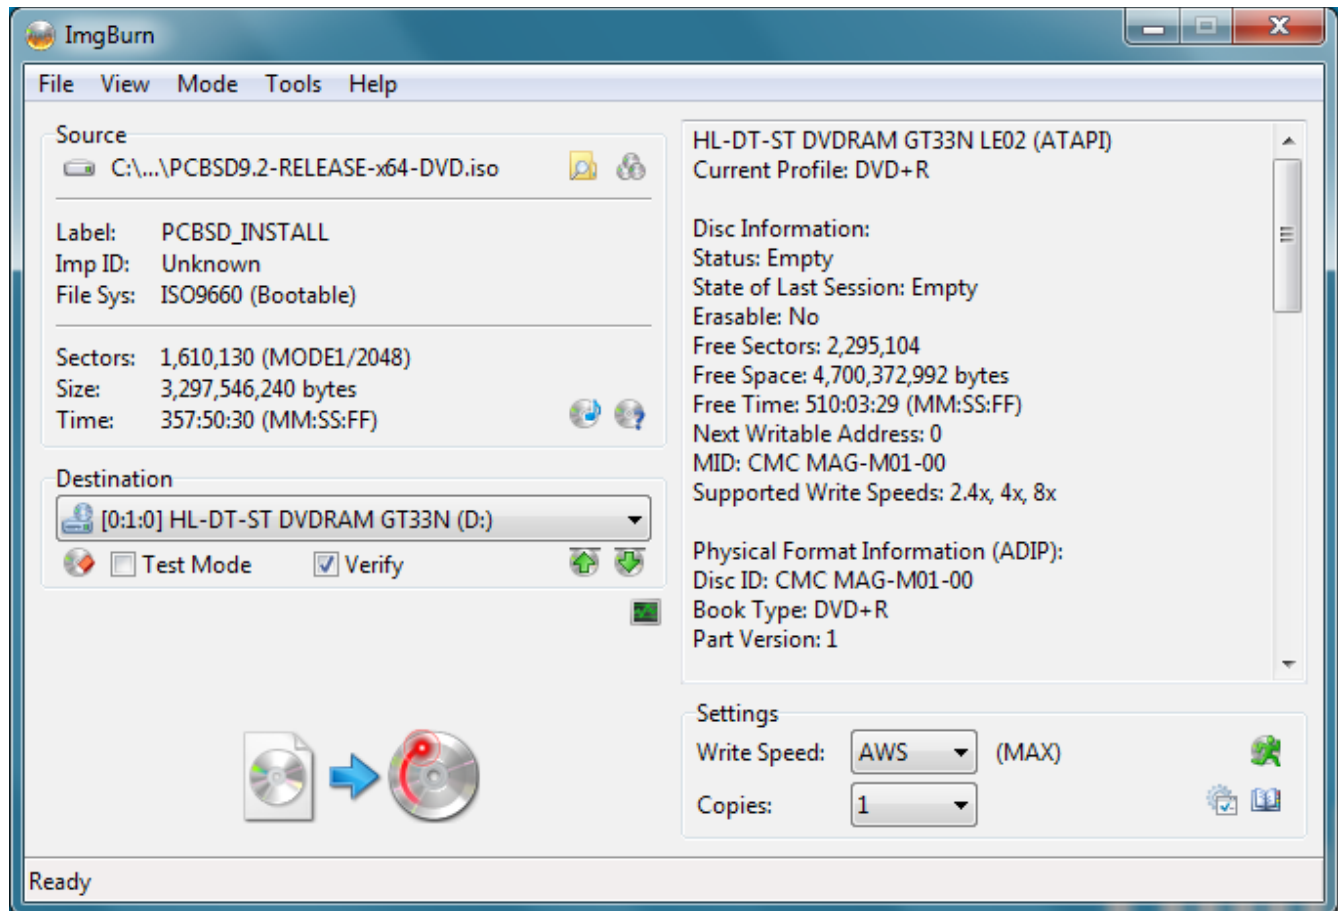 ImgBurn
File View Mode Tools Help
Source
C:\...\PCBSD9.2-RELEASE-x64-DVD.iso
Label: PCBSD_INSTALL
Imp ID: Unknown
File Sys: ISO9660 (Bootable)
Sectors: 1,610,130 (MODE1/2048)
Size: 3,297,546,240 bytes
Time: 357:50:30 (MM:SS:FF)
Destination
[0:1:0] HL-DT-ST DVDRAM GT33N (D:)
Test Mode Verify
HL-DT-ST DVDRAM GT33N LE02 (ATAPI)
Current Profile: DVD+R
Disc Information:
Status: Empty
State of Last Session: Empty
Erasable: No
Free Sectors: 2,295,104
Free Space: 4,700,372,992 bytes
Free Time: 510:03:29 (MM:SS:FF)
Next Writable Address: 0
MID: CMC MAG-M01-00
Supported Write Speeds: 2.4x, 4x, 8x
Physical Format Information (ADIP):
Disc ID: CMC MAG-M01-00
Book Type: DVD+R
Part Version: 1
Settings
Write Speed: AWS (MAX)
Copies: 1
Ready